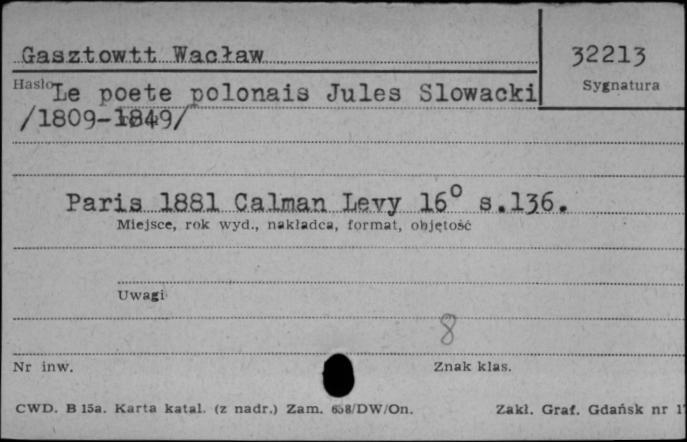 Gasztowtt Wacław
32213
Sygnatura
Hasło Le poete polonais Jules Slowacki
/1809-1849/
Paris 1881 Calman Levy 16° s.136.
Miejsce, rok wyd., nakładca, format, objętość
Uwagi
8
Nr inw.
Znak klas.
CWD. B 15a. Karta katal. (z nadr.) Zam. 658/DW/On.
Zakł. Graf. Gdańsk nr